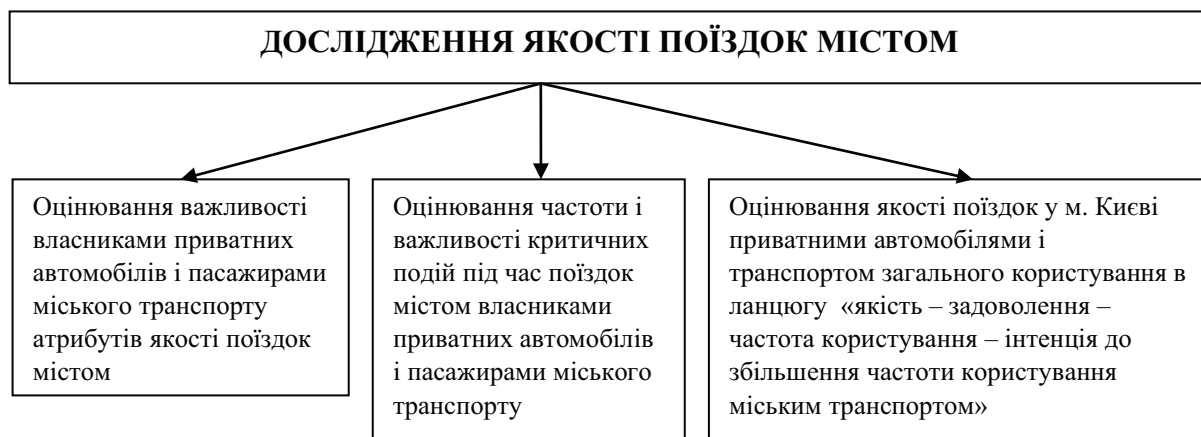 ДОСЛІДЖЕННЯ ЯКОСТІ ПОЇЗДОК МІСТОМ
Оцінювання важливості
власниками приватних
автомобілів і пасажирами
міського транспорту
атрибутів якості поїздок
містом
Оцінювання частоти і
важливості критичних
подій під час поїздок
містом власниками
приватних автомобілів
і пасажирами міського
транспорту
Оцінювання якості поїздок у м. Києві
приватними автомобілями і
транспортом загального користування в
ланцюгу «якість – задоволення –
частота користування – інтенція до
збільшення частоти користування
міським транспортом»